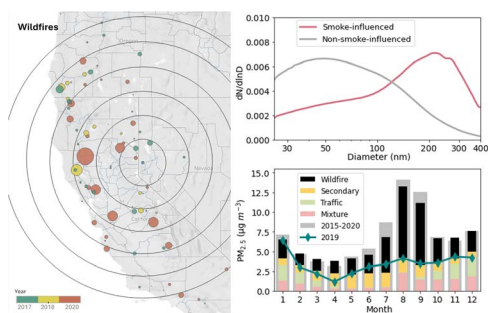 Wildfires
Year
2017 2018 2020
0.010
0.008
0.006
0.004
0.002
0.000
dN/dlnD
Smoke-influenced
Non-smoke-influenced
30 50 100 200 300 400
Diameter (nm)
15.0
12.5
10.0
7.5
5.0
2.5
0.0
PM2.5 (µg m⁻³)
Wildfire
Secondary
Traffic
Mixture
2015-2020
2019
1 2 3 4 5 6 7 8 9 10 11 12
Month